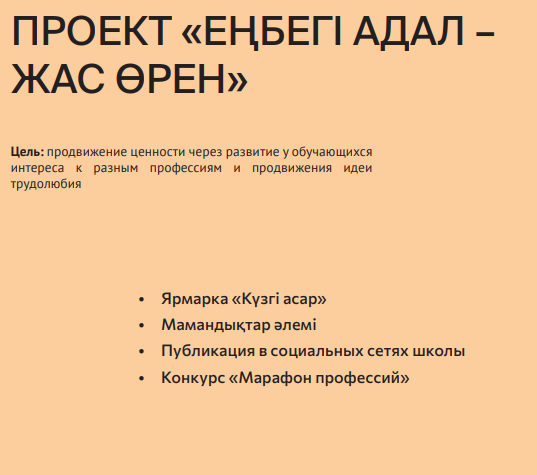 ПРОЕКТ «ЕҢБЕГІ АДАЛ –
ЖАС ӨРЕН»
Цель: продвижение ценности через развитие у обучающихся
интереса к разным профессиям и продвижения идеи
трудолюбия
• Ярмарка «Күзгі асар»
• Мамандықтар әлемі
• Публикация в социальных сетях школы
• Конкурс «Марафон профессий»